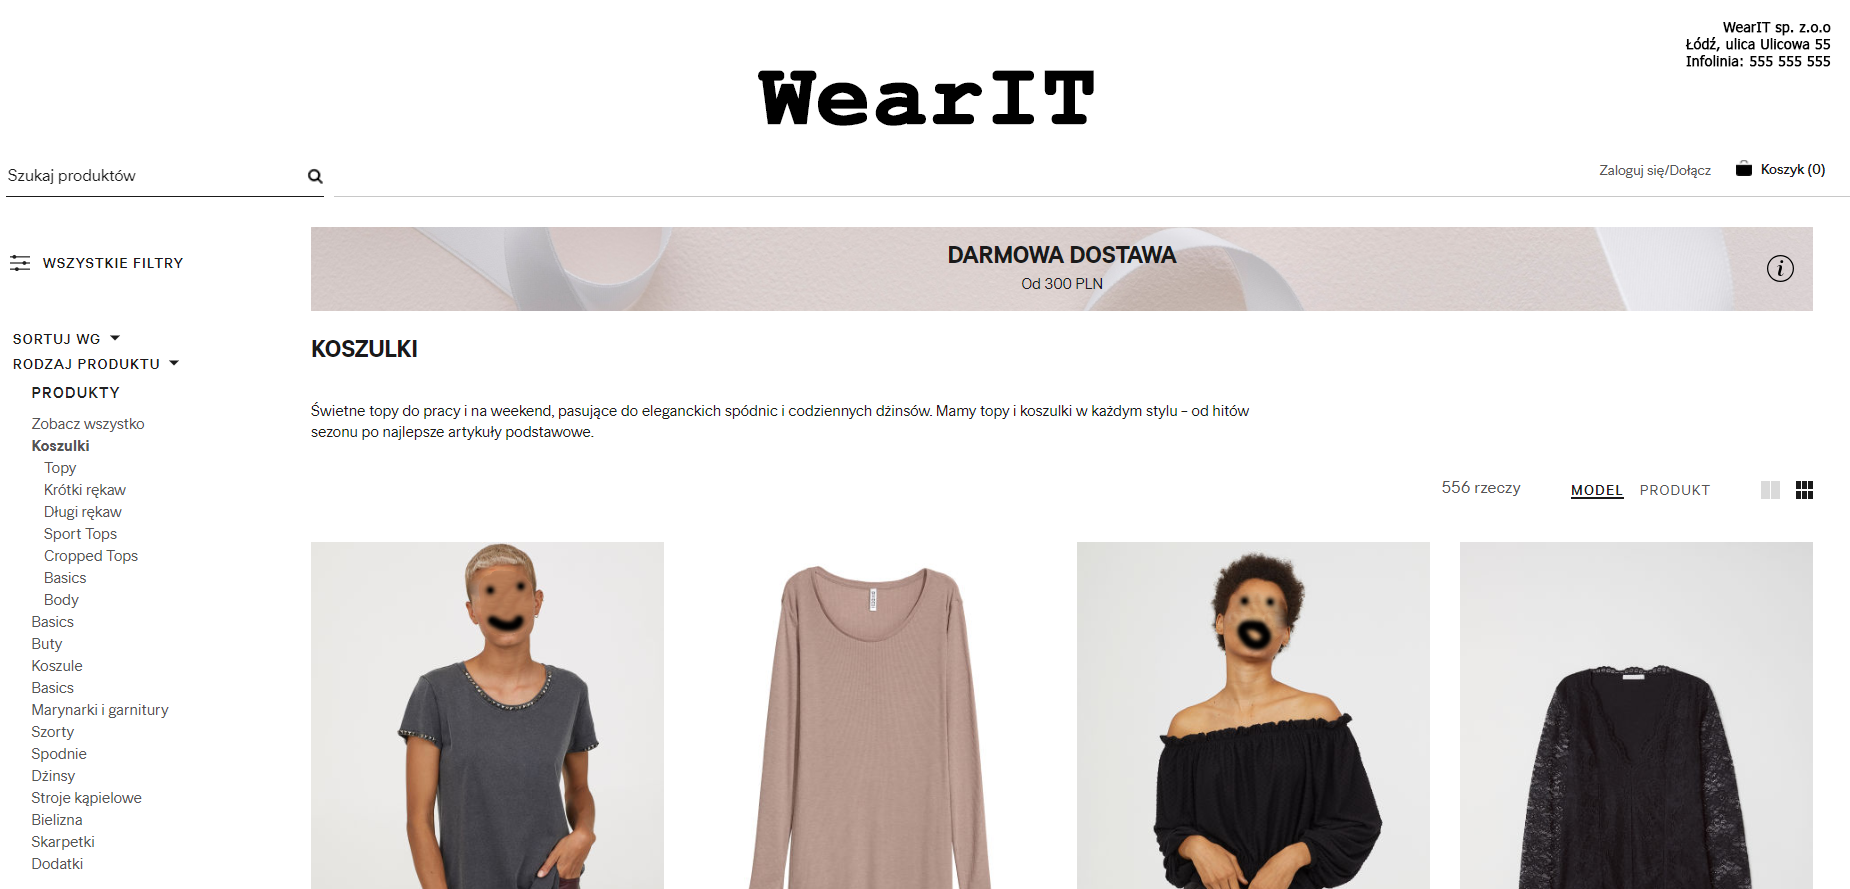 WearIT sp. z.o.o
Łódź, ulica Ulicowa 55
Infolinia: 555 555 555
WearIT
Szukaj produktów
Zaloguj się/Dołącz
Koszyk (0)
WSZYSTKIE FILTRY
DARMOWA DOSTAWA
Od 300 PLN
i
SORTUJ WG
RODZAJ PRODUKTU
PRODUKTY
Zobacz wszystko
Koszulki
Topy
Krótki rękaw
Długi rękaw
Sport Tops
Cropped Tops
Basics
Body
Basics
Buty
Koszule
Basics
Marynarki i garnitury
Szorty
Spodnie
Dżinsy
Stroje kąpielowe
Bielizna
Skarpetki
Dodatki
KOSZULKI
Świetne topy do pracy i na weekend, pasujące do eleganckich spódnic i codziennych dżinsów. Mamy topy i koszulki w każdym stylu – od hitów
sezonu po najlepsze artykuły podstawowe.
556 rzeczy
MODEL
PRODUKT